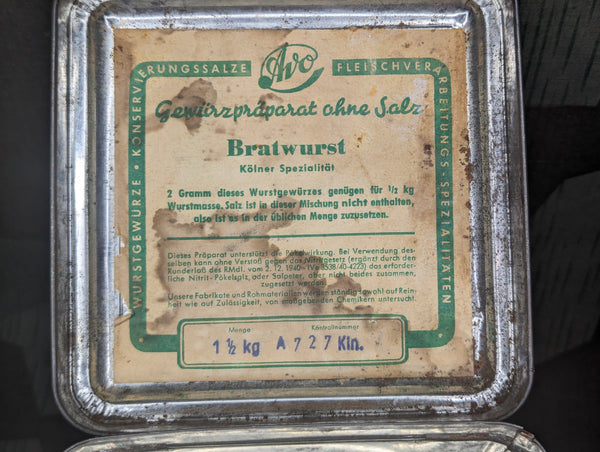 WURSTGEWÜRZE • KONSERVIERUNGSSALZE
Avo
FLEISCHVERARBEITUNGS-SPEZIALITÄTEN
Gewürzpräparat ohne Salz
Bratwurst
Kölner Spezialität
2 Gramm dieses Wurstgewürzes genügen für ½ kg
Wurstmasse. Salz ist in dieser Mischung nicht enthalten,
also ist es in der üblichen Menge zuzusetzen.
Dieses Präparat unterstützt die Pökelwirkung. Bei Verwendung des-
selben kann ohne Verstoß gegen das Nitritgesetz (ergänzt durch den
Runderlaß des RMdI. vom 2. 12. 1940 - IVe 8538/40-4223) das erforder-
liche Nitrit-Pökelsalz, oder Salpeter, aber nicht beides zusammen,
zugesetzt werden.
Unsere Fabrikate und Rohmaterialien werden ständig sowohl auf Rein-
heit wie auf Zulässigkeit, von maßgebenden Chemikern untersucht.
Menge Kontrollnummer
1 ½ kg A 727 Kln.